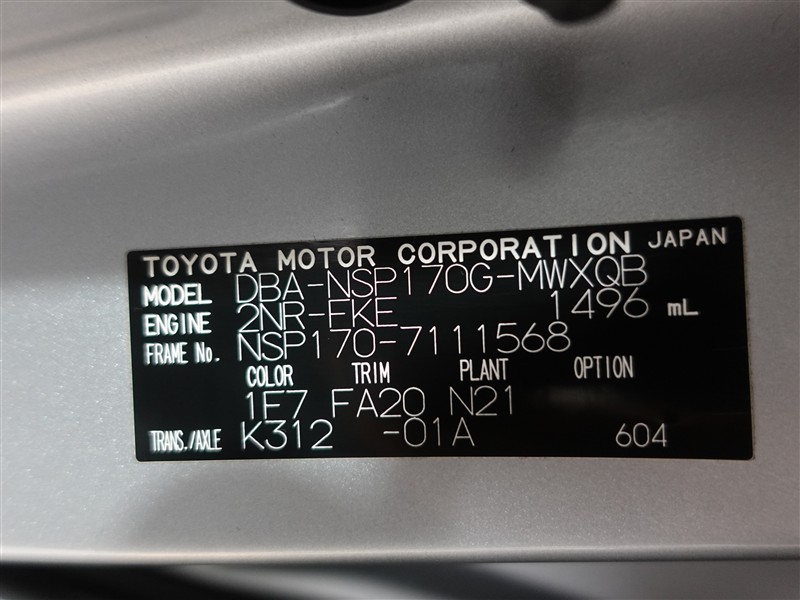 TOYOTA MOTOR CORPORATION JAPAN
MODEL DBA-NSP170G-MWXQB
ENGINE 2NR-FKE 1496 mL
FRAME No. NSP170-7111568
COLOR TRIM PLANT OPTION
1F7 FA20 N21
TRANS./AXLE K312 -01A 604